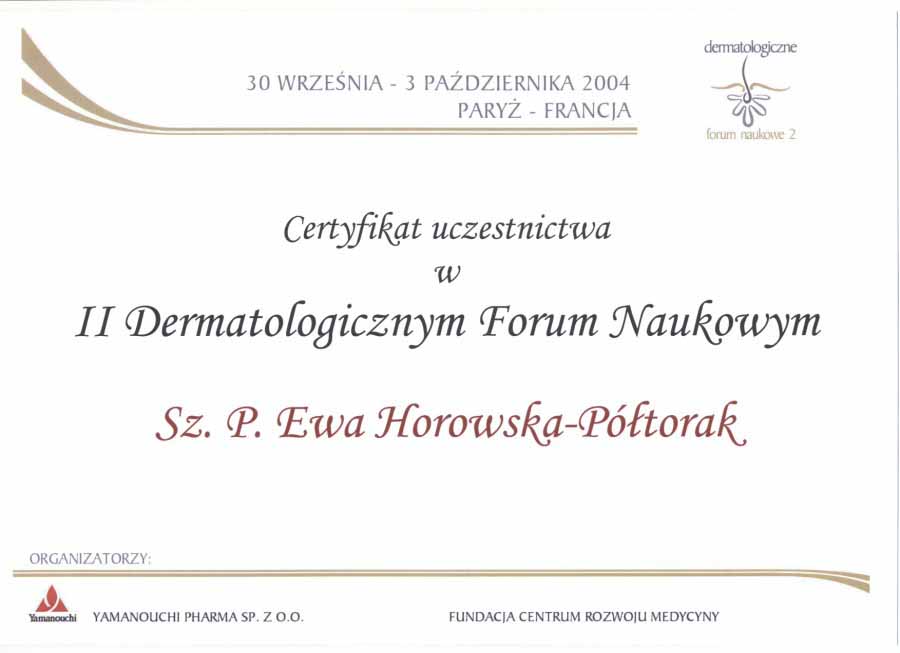 dermatologiczne
forum naukowe 2
30 WRZEŚNIA - 3 PAŹDZIERNIKA 2004
PARYŻ - FRANCJA
Certyfikat uczestnictwa
w
II Dermatologicznym Forum Naukowym
Sz. P. Ewa Horowska-Półtorak
ORGANIZATORZY:
Yamanouchi
YAMANOUCHI PHARMA SP. Z O.O.
FUNDACJA CENTRUM ROZWOJU MEDYCYNY